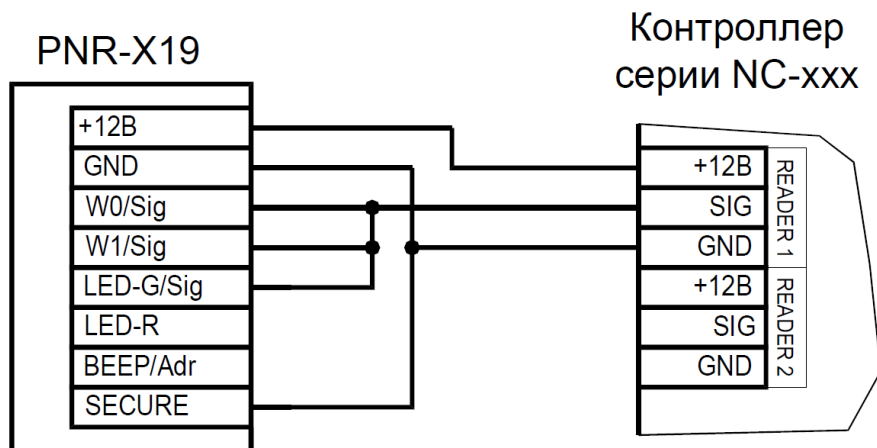 PNR-X19
+12В
GND
W0/Sig
W1/Sig
LED-G/Sig
LED-R
BEEP/Adr
SECURE
Контроллер
серии NC-xxx
+12В
SIG
GND
READER 1
+12В
SIG
GND
READER 2